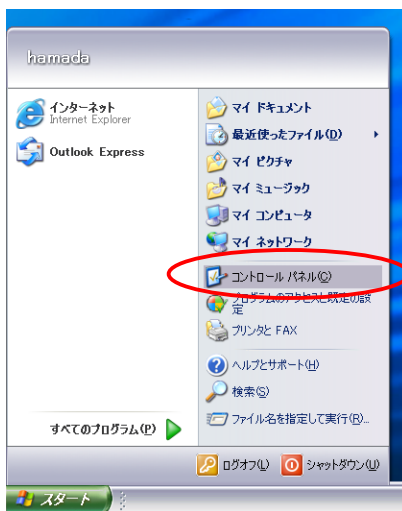 hamada
インターネット
Internet Explorer
Outlook Express
マイ ドキュメント
最近使ったファイル(D)
マイ ピクチャ
マイ ミュージック
マイ コンピュータ
マイ ネットワーク
コントロール パネル(C)
プログラムのアクセスと既定の設
定
プリンタと FAX
ヘルプとサポート(H)
検索(S)
ファイル名を指定して実行(R)...
すべてのプログラム(P)
ログオフ(L)
シャットダウン(U)
スタート